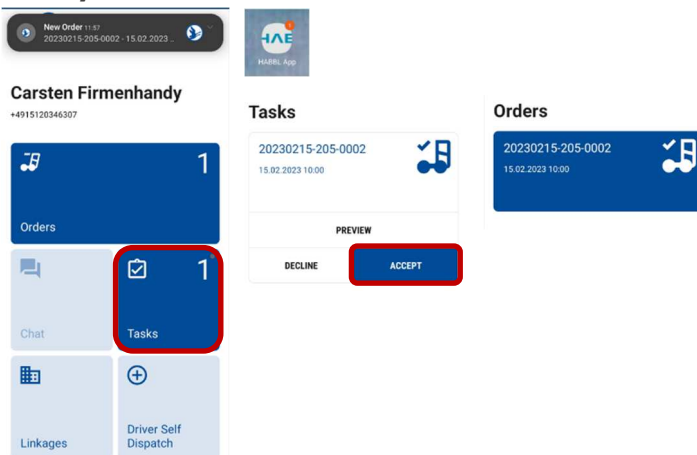 New Order 11:57
20230215-205-0002 - 15.02.2023 ..
Carsten Firmenhandy
+4915120346307
1
Orders
Chat
1
Tasks
Linkages
Driver Self
Dispatch
HAE
HABBL App
Tasks
20230215-205-0002
15.02.2023 10:00
PREVIEW
DECLINE
ACCEPT
Orders
20230215-205-0002
15.02.2023 10:00